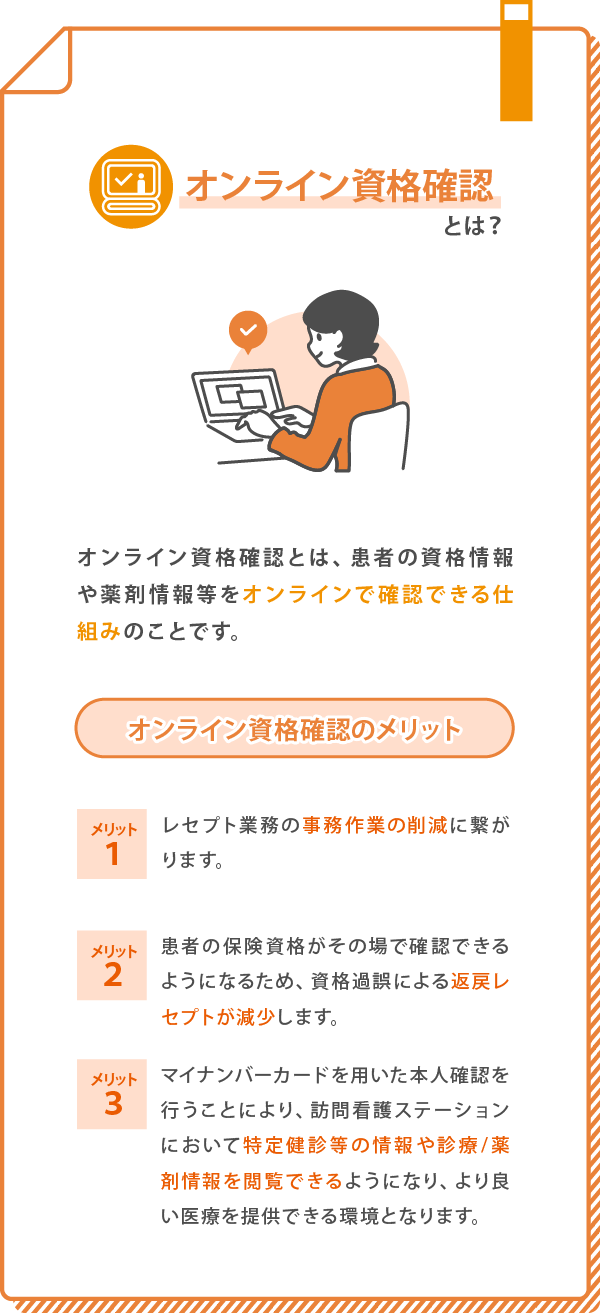 オンライン資格確認
とは？
オンライン資格確認とは、患者の資格情報
や薬剤情報等をオンラインで確認できる仕
組みのことです。
オンライン資格確認のメリット
メリット
1
レセプト業務の事務作業の削減に繋が
ります。
メリット
2
患者の保険資格がその場で確認できる
ようになるため、資格過誤による返戻レ
セプトが減少します。
メリット
3
マイナンバーカードを用いた本人確認を
行うことにより、訪問看護ステーション
において特定健診等の情報や診療/薬
剤情報を閲覧できるようになり、より良
い医療を提供できる環境となります。